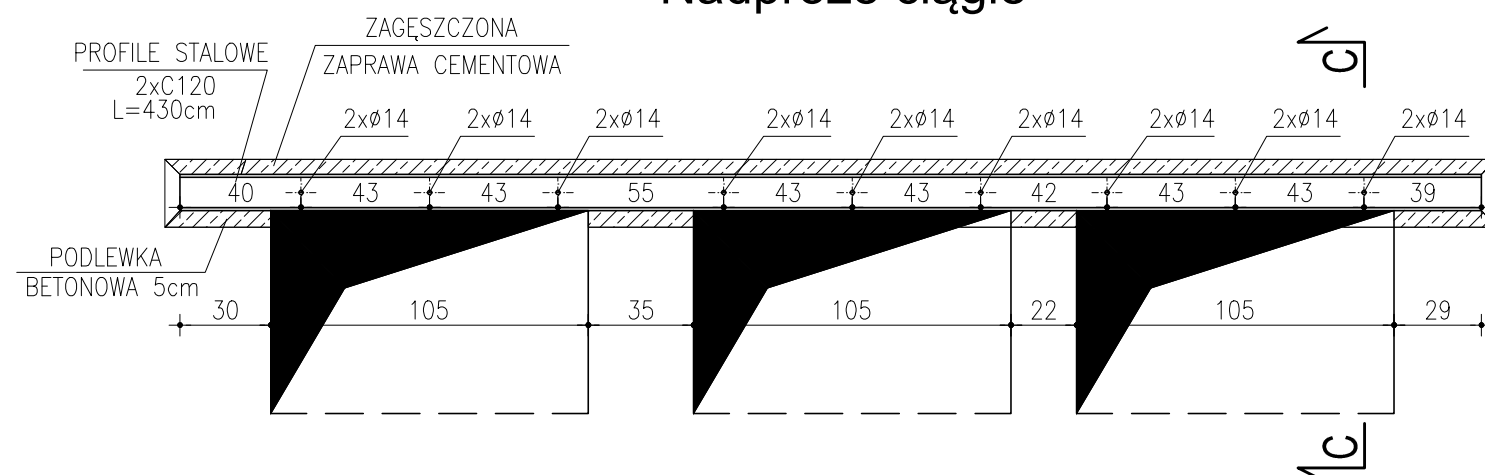 Nadproże ciągłe
ZAGĘSZCZONA
ZAPRAWA CEMENTOWA
PROFILE STALOWE
2xC120
L=430cm
C
2xø14 2xø14 2xø14 2xø14 2xø14 2xø14 2xø14 2xø14 2xø14
40 43 43 55 43 43 42 43 43 39
PODLEWKA
BETONOWA 5cm
30 105 35 105 22 105 29
C